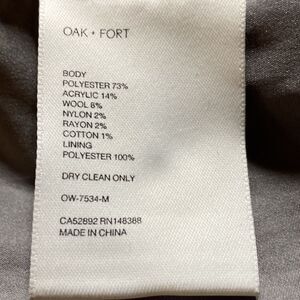 OAK + FORT
BODY
POLYESTER 73%
ACRYLIC 14%
WOOL 8%
NYLON 2%
RAYON 2%
COTTON 1%
LINING
POLYESTER 100%
DRY CLEAN ONLY
OW-7534-M
CA52892 RN148388
MADE IN CHINA